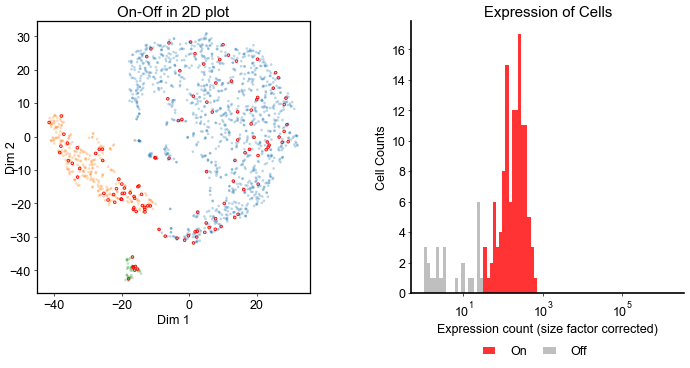 On-Off in 2D plot
30
20
10
0
−10
−20
−30
−40
Dim 2
−40 −20 0 20
Dim 1
Expression of Cells
16
14
12
10
8
6
4
2
0
Cell Counts
10¹ 10³ 10⁵
Expression count (size factor corrected)
On Off